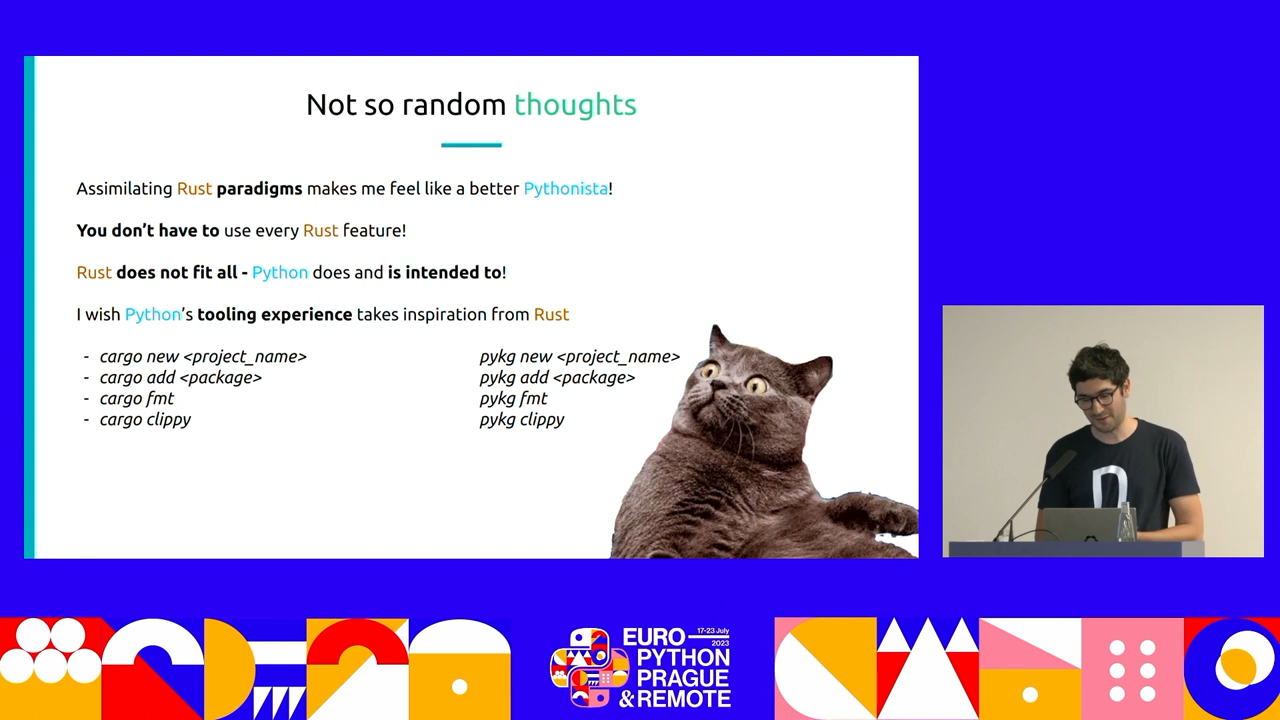 Not so random thoughts
Assimilating Rust paradigms makes me feel like a better Pythonista!
You don't have to use every Rust feature!
Rust does not fit all - Python does and is intended to!
I wish Python's tooling experience takes inspiration from Rust
- cargo new <project_name>
- cargo add <package>
- cargo fmt
- cargo clippy
pykg new <project_name>
pykg add <package>
pykg fmt
pykg clippy
EURO 17-23 July 2023
PYTHON
PRAGUE
& REMOTE